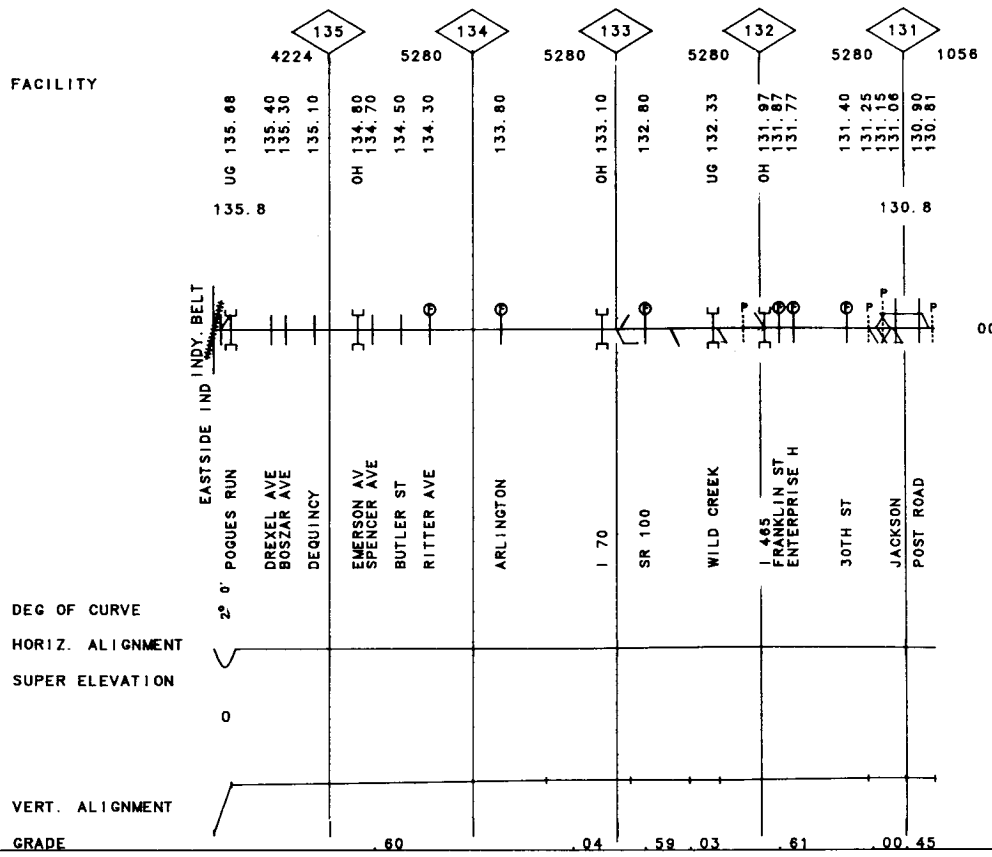 135 134 133 132 131
4224 5280 5280 5280 5280 1056
FACILITY
UG 135.68
135.40
135.30
135.10
OH 134.80
134.70
134.50
134.30
133.80
OH 133.10
132.80
UG 132.33
OH 131.97
131.87
131.77
131.40
131.25
131.15
131.06
130.90
130.81
135.8 130.8
P P P P
F F F F F F
EASTSIDE IND INDY. BELT
POGUES RUN
DREXEL AVE
BOSZAR AVE
DEQUINCY
EMERSON AV
SPENCER AVE
BUTLER ST
RITTER AVE
ARLINGTON
I 70
SR 100
WILD CREEK
I 465
FRANKLIN ST
ENTERPRISE H
30TH ST
JACKSON
POST ROAD
DEG OF CURVE 2° 0'
HORIZ. ALIGNMENT
SUPER ELEVATION
0
VERT. ALIGNMENT
GRADE .60 .04 .59 .03 .61 .00 .45